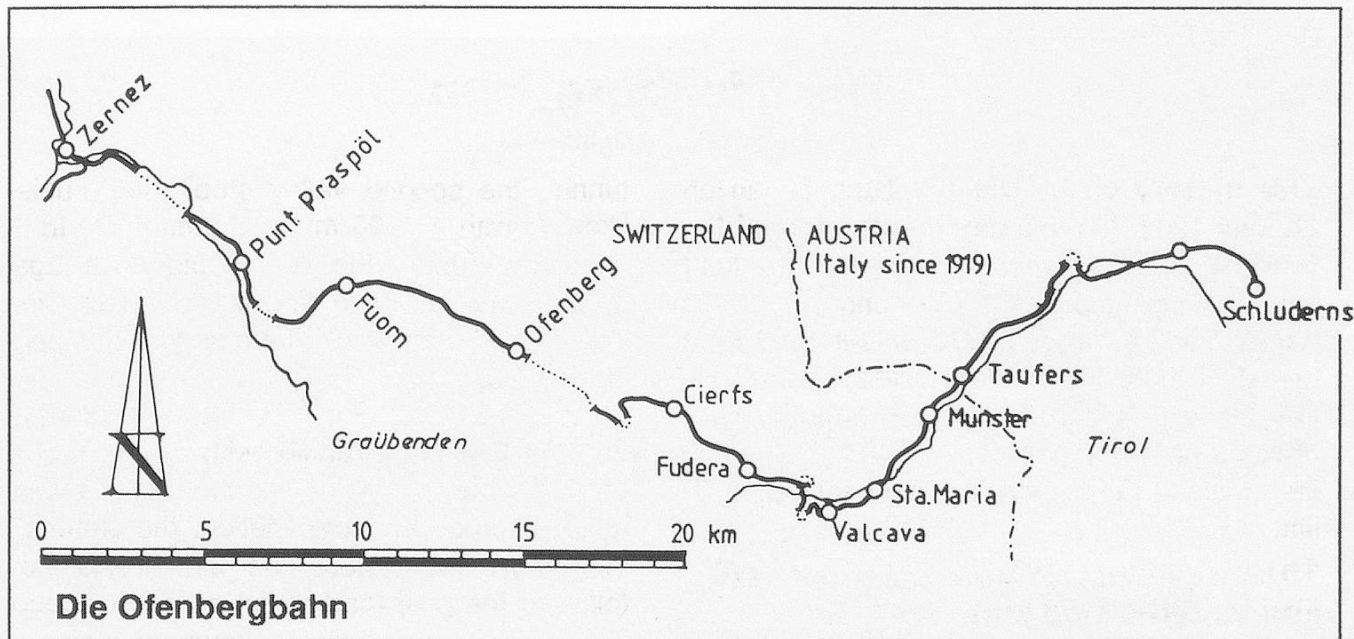 Zernez
Punt Praspöl
Fuorn
Ofenberg
SWITZERLAND
AUSTRIA
(Italy since 1919)
Schluderns
Taufers
Munster
Cierfs
Graübenden
Tirol
Fudera
Sta.Maria
Valcava
0 5 10 15 20 km
Die Ofenbergbahn